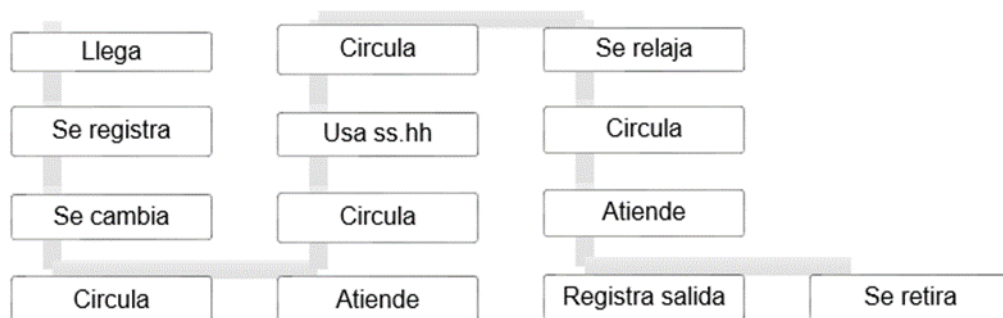 Llega
Se registra
Se cambia
Circula
Atiende
Circula
Usa ss.hh
Circula
Se relaja
Circula
Atiende
Registra salida
Se retira